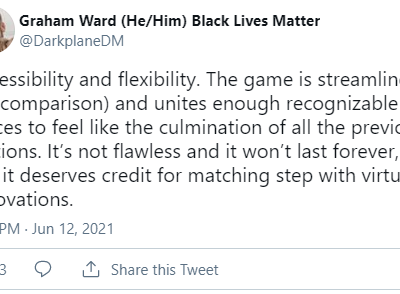 Graham Ward (He/Him) Black Lives Matter
@DarkplaneDM
essibility and flexibility. The game is streamlin
comparison) and unites enough recognizable
ces to feel like the culmination of all the previo
ions. It's not flawless and it won't last forever,
it deserves credit for matching step with virtu
ovations.
PM · Jun 12, 2021
3 Share this Tweet